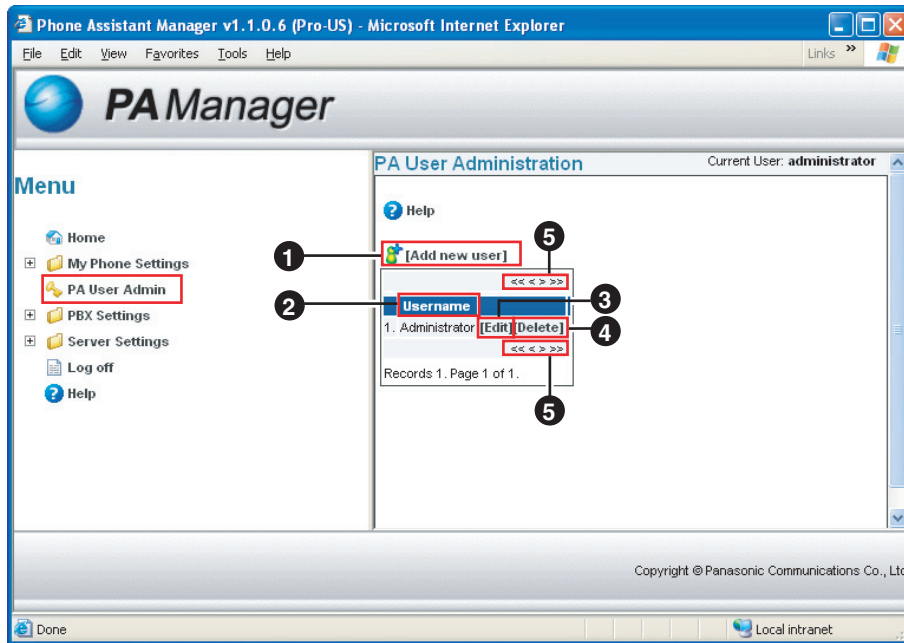 Phone Assistant Manager v1.1.0.6 (Pro-US) - Microsoft Internet Explorer
File Edit View Favorites Tools Help Links »
PA Manager
Menu
Home
My Phone Settings
PA User Admin
PBX Settings
Server Settings
Log off
Help
PA User Administration Current User: administrator
Help
5
1 [Add new user]
<< < > >>
2 Username 3
1. Administrator [Edit][Delete] 4
<< < > >>
Records 1. Page 1 of 1.
5
Copyright © Panasonic Communications Co., Ltd
Done Local intranet